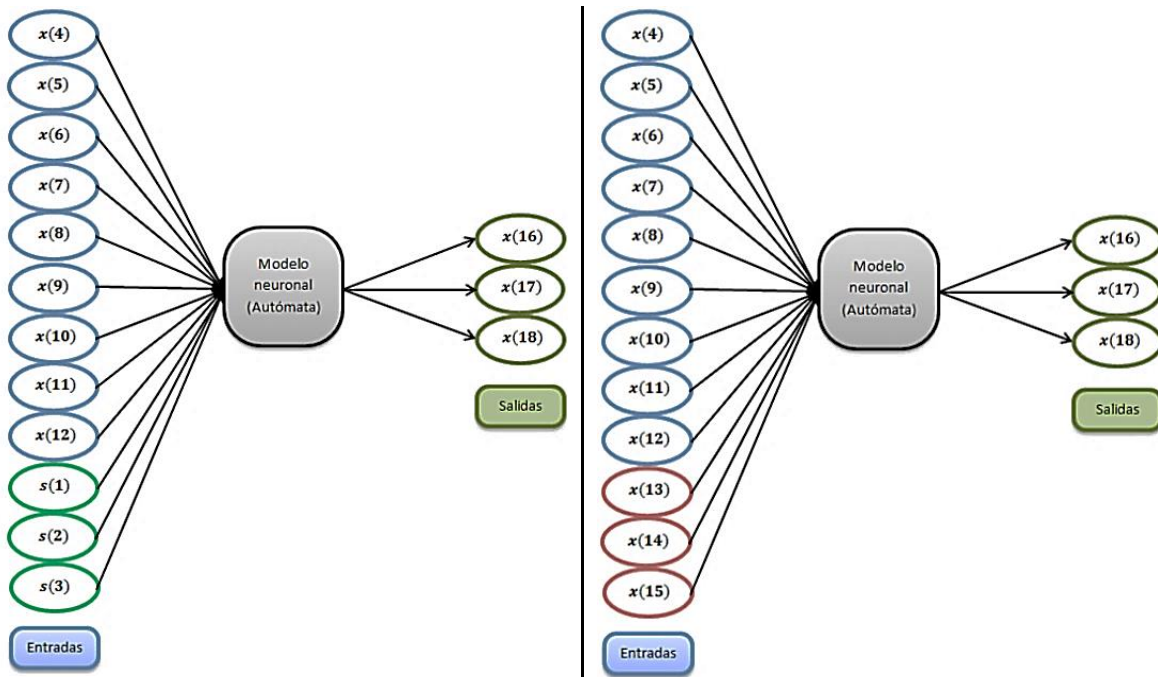 x(4)
x(5)
x(6)
x(7)
x(8)
x(9)
x(10)
x(11)
x(12)
s(1)
s(2)
s(3)
Entradas
Modelo
neuronal
(Autómata)
x(16)
x(17)
x(18)
Salidas
x(4)
x(5)
x(6)
x(7)
x(8)
x(9)
x(10)
x(11)
x(12)
x(13)
x(14)
x(15)
Entradas
Modelo
neuronal
(Autómata)
x(16)
x(17)
x(18)
Salidas